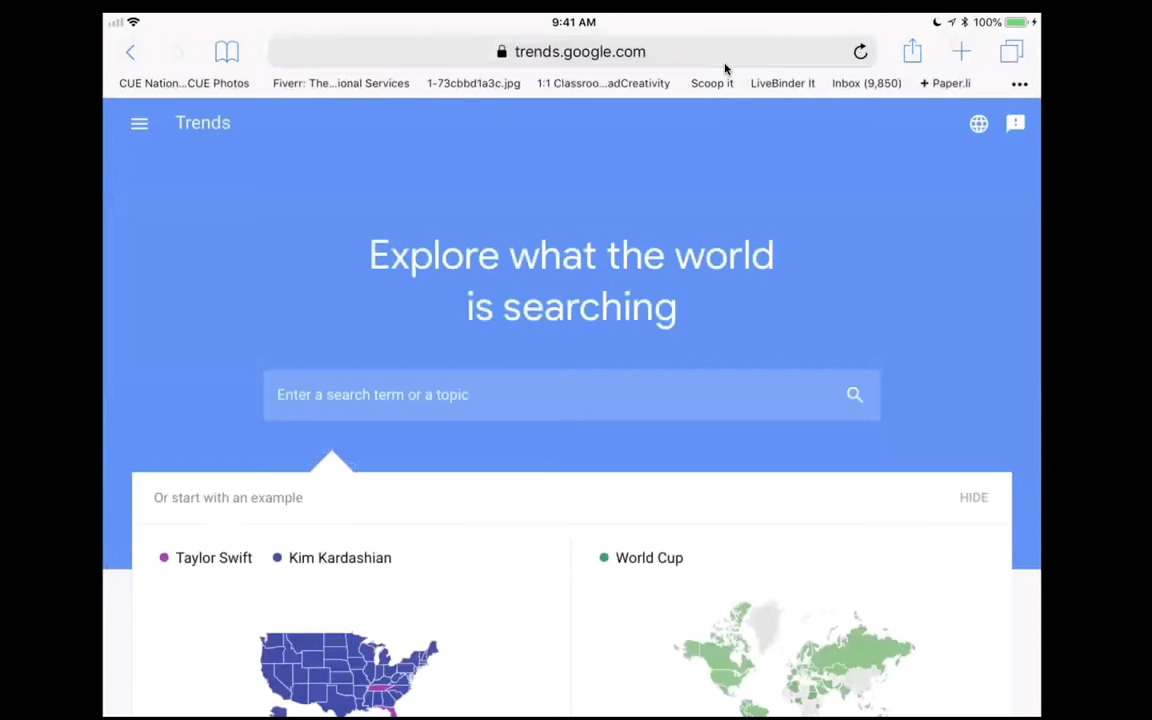 9:41 AM
100%
trends.google.com
CUE Nation...CUE Photos
Fiverr: The...ional Services
1-73cbbd1a3c.jpg
1:1 Classroo...adCreativity
Scoop it
LiveBinder It
Inbox (9,850)
+ Paper.li
Trends
Explore what the world
is searching
Enter a search term or a topic
Or start with an example
HIDE
Taylor Swift
Kim Kardashian
World Cup